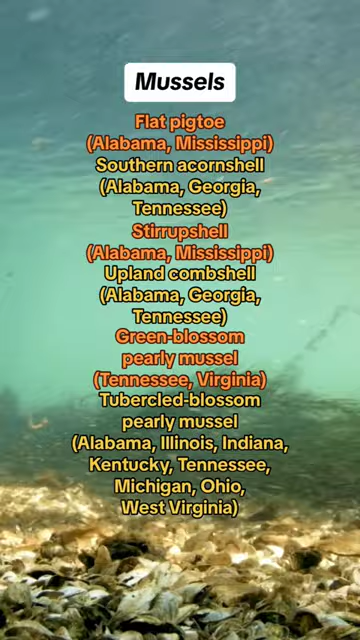 Mussels
Flat pigtoe
(Alabama, Mississippi)
Southern acornshell
(Alabama, Georgia,
Tennessee)
Stirrupshell
(Alabama, Mississippi)
Upland combshell
(Alabama, Georgia,
Tennessee)
Green-blossom
pearly mussel
(Tennessee, Virginia)
Tubercled-blossom
pearly mussel
(Alabama, Illinois, Indiana,
Kentucky, Tennessee,
Michigan, Ohio,
West Virginia)